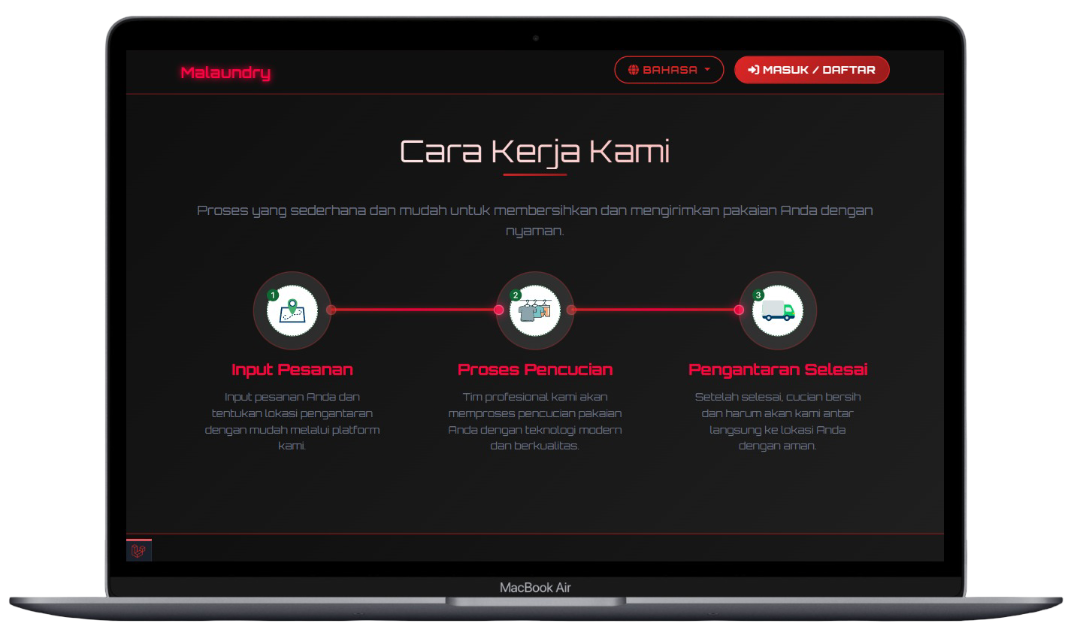 Malaundry
BAHASA
MASUK / DAFTAR
Cara Kerja Kami
Proses yang sederhana dan mudah untuk membersihkan dan mengirimkan pakaian Anda dengan
nyaman.
1
2
3
Input Pesanan
Input pesanan Anda dan
tentukan lokasi pengantaran
dengan mudah melalui platform
kami.
Proses Pencucian
Tim profesional kami akan
memproses pencucian pakaian
Anda dengan teknologi modern
dan berkualitas.
Pengantaran Selesai
Setelah selesai, cucian bersih
dan harum akan kami antar
langsung ke lokasi Anda
dengan aman.
MacBook Air